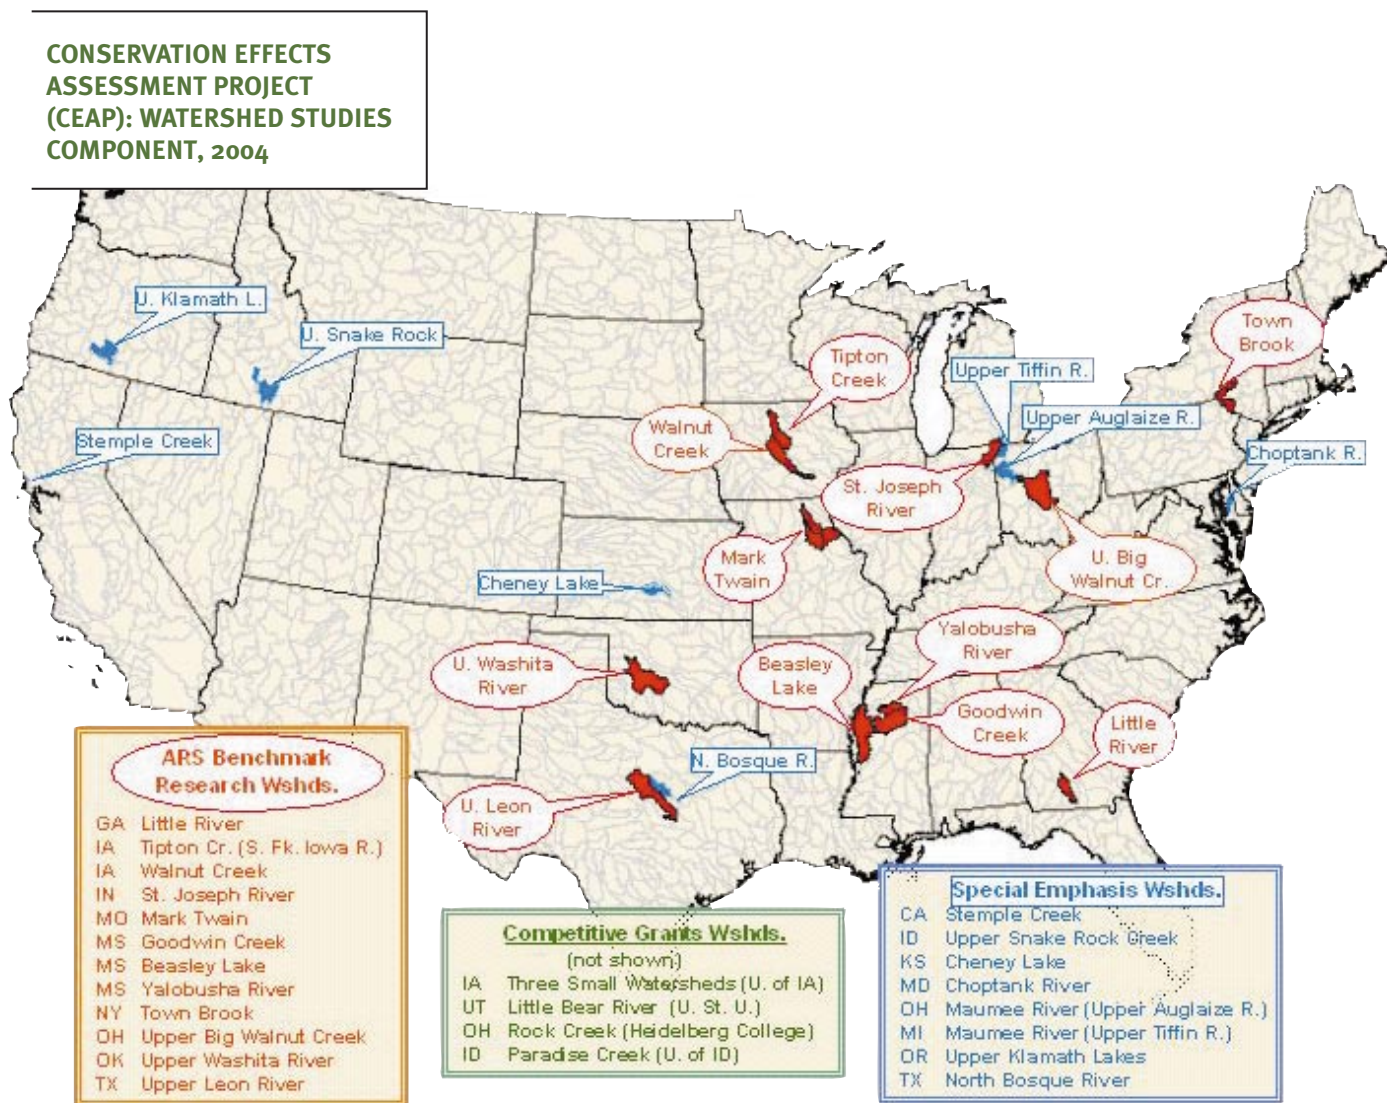 CONSERVATION EFFECTS
ASSESSMENT PROJECT
(CEAP): WATERSHED STUDIES
COMPONENT, 2004
U. Klamath L.
U. Snake Rock
Stemple Creek
Tipton
Creek
Walnut
Creek
Upper Tiffin R.
Upper Auglaize R.
Town
Brook
Choptank R.
St. Joseph
River
Mark
Twain
U. Big
Walnut Cr.
Cheney Lake
U. Washita
River
Beasley
Lake
Yalobusha
River
Goodwin
Creek
Little
River
N. Bosque R.
U. Leon
River
ARS Benchmark
Research Wshds.
GA Little River
IA Tipton Cr. (S. Fk. Iowa R.)
IA Walnut Creek
IN St. Joseph River
MO Mark Twain
MS Goodwin Creek
MS Beasley Lake
MS Yalobusha River
NY Town Brook
OH Upper Big Walnut Creek
OK Upper Washita River
TX Upper Leon River
Competitive Grants Wshds.
(not shown)
IA Three Small Watersheds (U. of IA)
UT Little Bear River (U. St. U.)
OH Rock Creek (Heidelberg College)
ID Paradise Creek (U. of ID)
Special Emphasis Wshds.
CA Stemple Creek
ID Upper Snake Rock Creek
KS Cheney Lake
MD Choptank River
OH Maumee River (Upper Auglaize R.)
MI Maumee River (Upper Tiffin R.)
OR Upper Klamath Lakes
TX North Bosque River